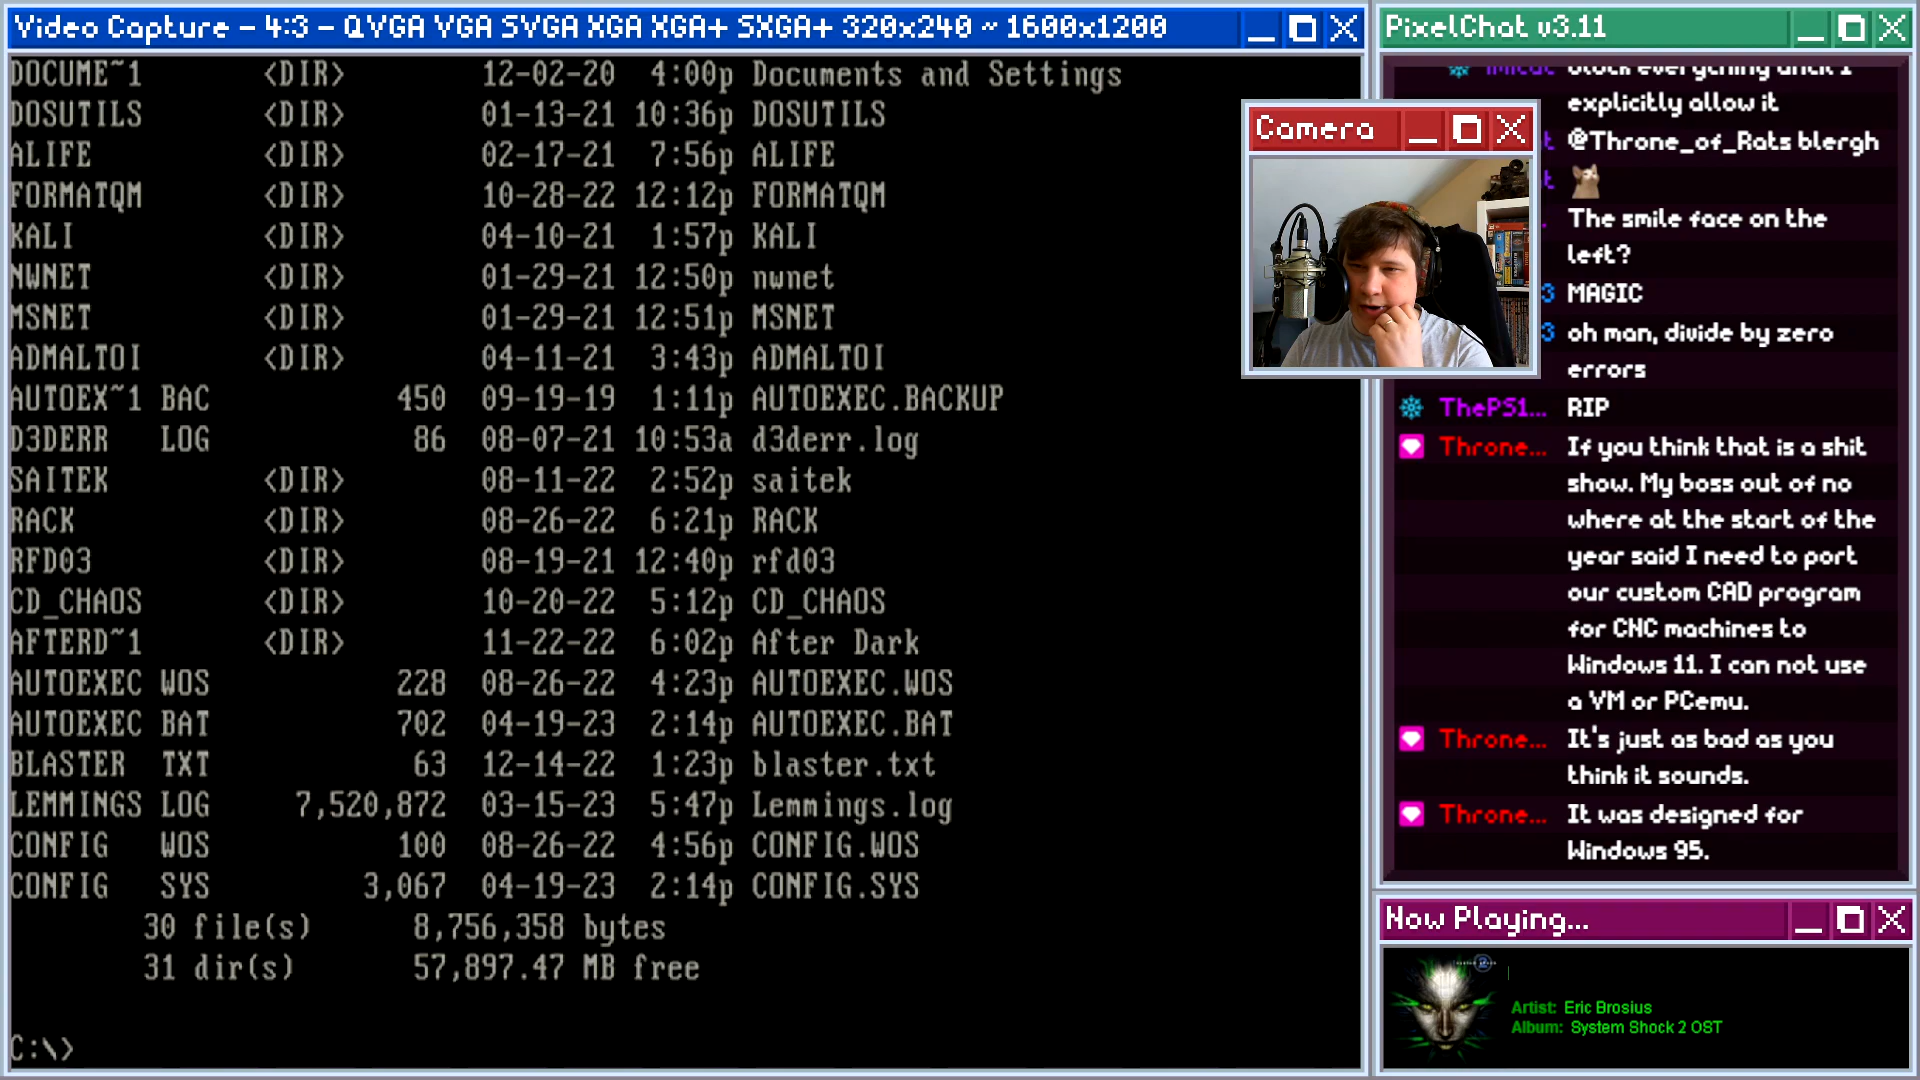 Video Capture - 4:3 - QVGA VGA SVGA XGA XGA+ SXGA+ 320x240 ~ 1600x1200
DOCUME~1 <DIR> 12-02-20 4:00p Documents and Settings
DOSUTILS <DIR> 01-13-21 10:36p DOSUTILS
ALIFE <DIR> 02-17-21 7:56p ALIFE
FORMATQM <DIR> 10-28-22 12:12p FORMATQM
KALI <DIR> 04-10-21 1:57p KALI
NWNET <DIR> 01-29-21 12:50p nwnet
MSNET <DIR> 01-29-21 12:51p MSNET
ADMALTOI <DIR> 04-11-21 3:43p ADMALTOI
AUTOEX~1 BAC 450 09-19-19 1:11p AUTOEXEC.BACKUP
D3DERR LOG 86 08-07-21 10:53a d3derr.log
SAITEK <DIR> 08-11-22 2:52p saitek
RACK <DIR> 08-26-22 6:21p RACK
RFD03 <DIR> 08-19-21 12:40p rfd03
CD_CHAOS <DIR> 10-20-22 5:12p CD_CHAOS
AFTERD~1 <DIR> 11-22-22 6:02p After Dark
AUTOEXEC WOS 228 08-26-22 4:23p AUTOEXEC.WOS
AUTOEXEC BAT 702 04-19-23 2:14p AUTOEXEC.BAT
BLASTER TXT 63 12-14-22 1:23p blaster.txt
LEMMINGS LOG 7,520,872 03-15-23 5:47p Lemmings.log
CONFIG WOS 100 08-26-22 4:56p CONFIG.WOS
CONFIG SYS 3,067 04-19-23 2:14p CONFIG.SYS
30 file(s) 8,756,358 bytes
31 dir(s) 57,897.47 MB free
C:\>
Camera
PixelChat v3.11
block everything until I
explicitly allow it
@Throne_of_Rats blergh
The smile face on the
left?
3 MAGIC
3 oh man, divide by zero
errors
ThePS1... RIP
Throne... If you think that is a shit
show. My boss out of no
where at the start of the
year said I need to port
our custom CAD program
for CNC machines to
Windows 11. I can not use
a VM or PCemu.
Throne... It's just as bad as you
think it sounds.
Throne... It was designed for
Windows 95.
Now Playing...
Artist: Eric Brosius
Album: System Shock 2 OST